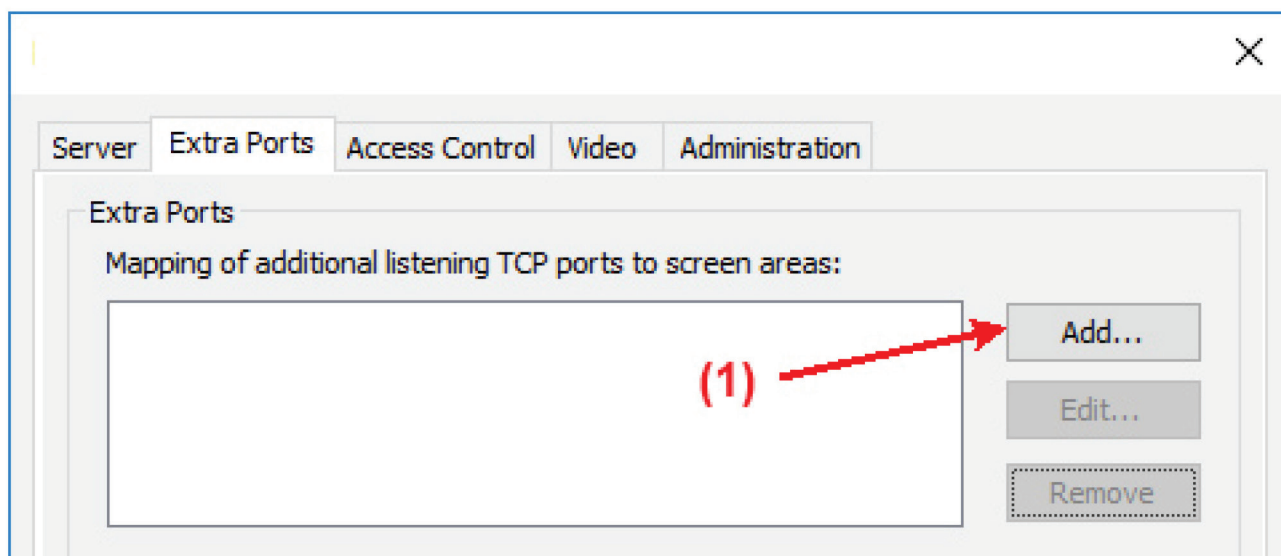 Server Extra Ports Access Control Video Administration
Extra Ports
Mapping of additional listening TCP ports to screen areas:
Add...
(1)
Edit...
Remove